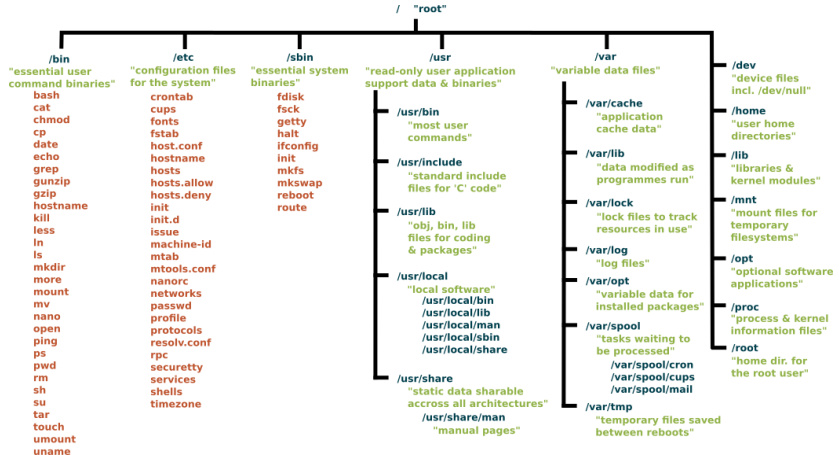 / "root"
/bin
"essential user
command binaries"
bash
cat
chmod
cp
date
echo
grep
gunzip
gzip
hostname
kill
less
ln
ls
mkdir
more
mount
mv
nano
open
ping
ps
pwd
rm
sh
su
tar
touch
umount
uname
/etc
"configuration files
for the system"
crontab
cups
fonts
fstab
host.conf
hostname
hosts
hosts.allow
hosts.deny
init
init.d
issue
machine-id
mtab
mtools.conf
nanorc
networks
passwd
profile
protocols
resolv.conf
rpc
securetty
services
shells
timezone
/sbin
"essential system
binaries"
fdisk
fsck
getty
halt
ifconfig
init
mkfs
mkswap
reboot
route
/usr
"read-only user application
support data & binaries"
/usr/bin
"most user
commands"
/usr/include
"standard include
files for 'C' code"
/usr/lib
"obj, bin, lib
files for coding
& packages"
/usr/local
"local software"
/usr/local/bin
/usr/local/lib
/usr/local/man
/usr/local/sbin
/usr/local/share
/usr/share
"static data sharable
accross all architectures"
/usr/share/man
"manual pages"
/var
"variable data files"
/var/cache
"application
cache data"
/var/lib
"data modified as
programmes run"
/var/lock
"lock files to track
resources in use"
/var/log
"log files"
/var/opt
"variable data for
installed packages"
/var/spool
"tasks waiting to
be processed"
/var/spool/cron
/var/spool/cups
/var/spool/mail
/var/tmp
"temporary files saved
between reboots"
/dev
"device files
incl. /dev/null"
/home
"user home
directories"
/lib
"libraries &
kernel modules"
/mnt
"mount files for
temporary
filesystems"
/opt
"optional software
applications"
/proc
"process & kernel
information files"
/root
"home dir. for
the root user"